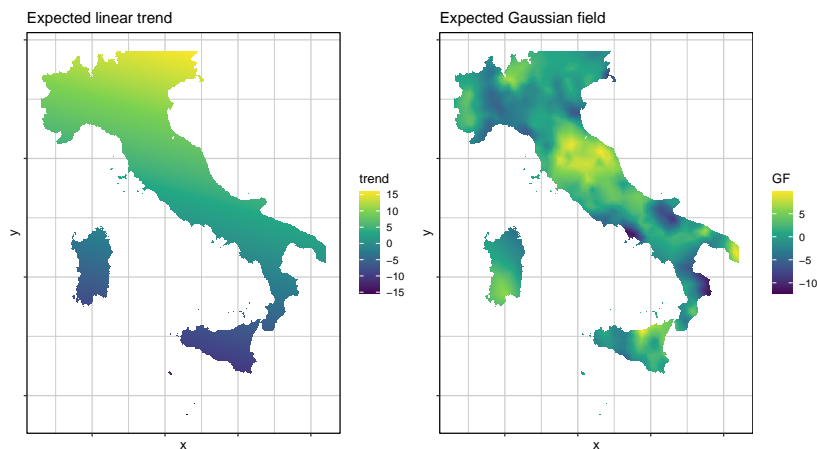 Expected linear trend
Expected Gaussian field
y
x
trend
15
10
5
0
−5
−10
−15
y
x
GF
5
0
−5
−10